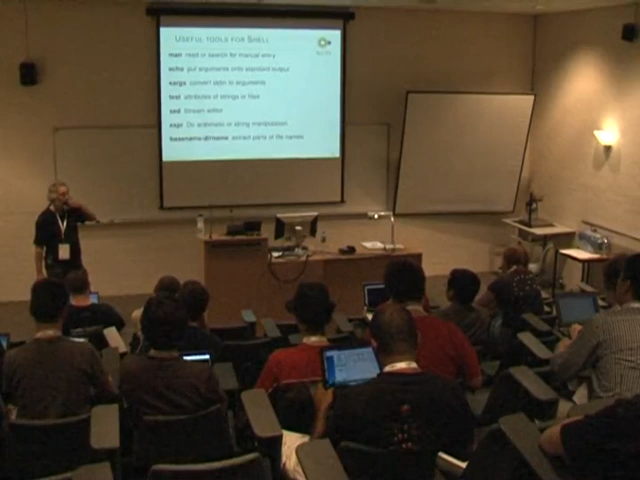 USEFUL TOOLS FOR SHELL
man read or search for manual entry
echo put arguments onto standard output
xargs convert stdin to arguments
test attributes of strings or files
sed Stream editor
expr Do arithmetic or string manipulation
basename-dirname extract parts of file names